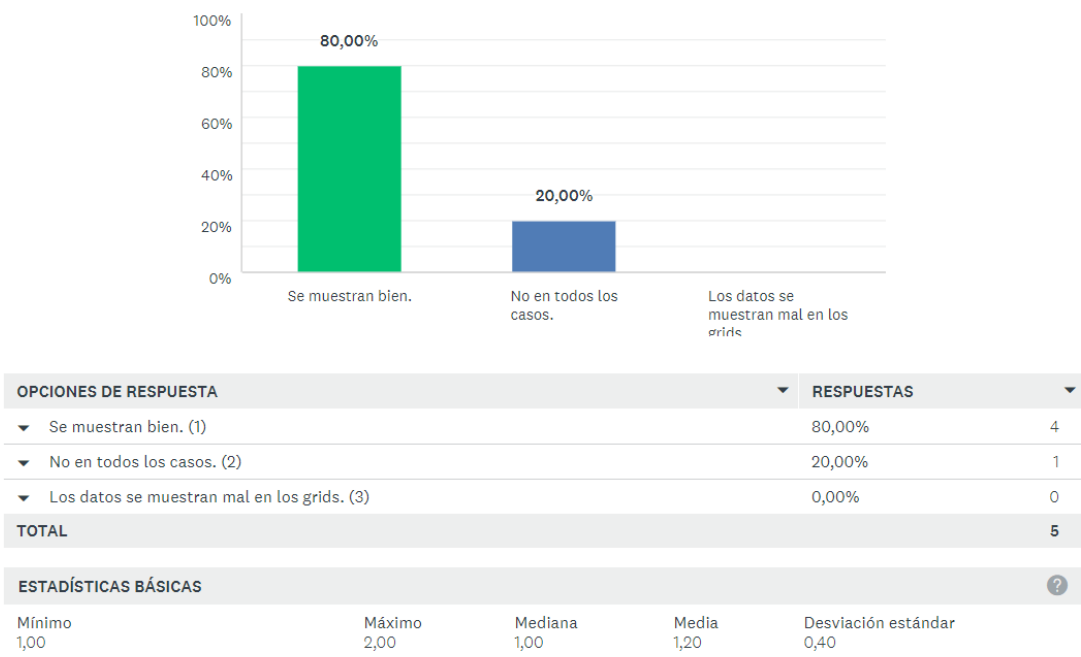 100%
80,00%
80%
60%
40%
20,00%
20%
0%
Se muestran bien.
No en todos los
casos.
Los datos se
muestran mal en los
grids
OPCIONES DE RESPUESTA RESPUESTAS
Se muestran bien. (1) 80,00% 4
No en todos los casos. (2) 20,00% 1
Los datos se muestran mal en los grids. (3) 0,00% 0
TOTAL 5
ESTADÍSTICAS BÁSICAS ?
Mínimo Máximo Mediana Media Desviación estándar
1,00 2,00 1,00 1,20 0,40